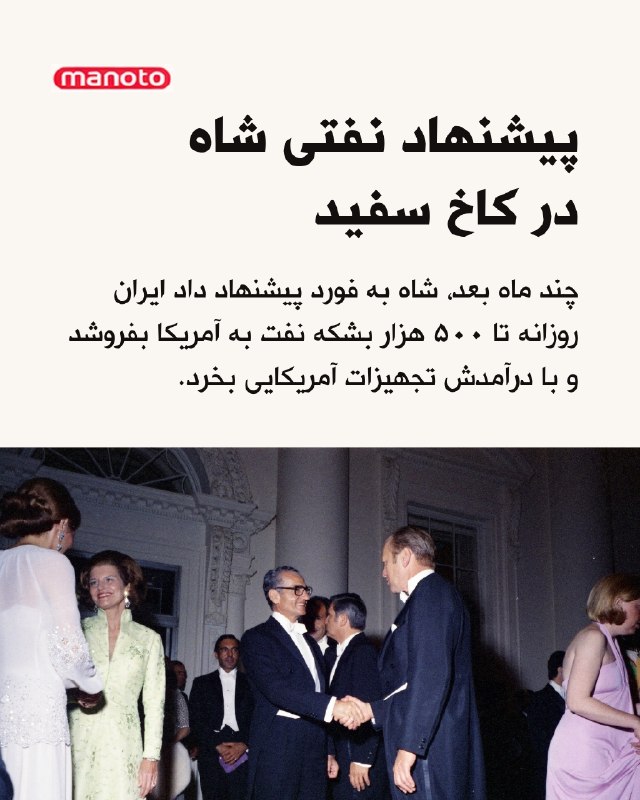 manoto
پیشنهاد نفتی شاه
در کاخ سفید
چند ماه بعد، شاه به فورد پیشنهاد داد ایران
روزانه تا ۵۰۰ هزار بشکه نفت به آمریکا بفروشد
و با درآمدش تجهیزات آمریکایی بخرد.